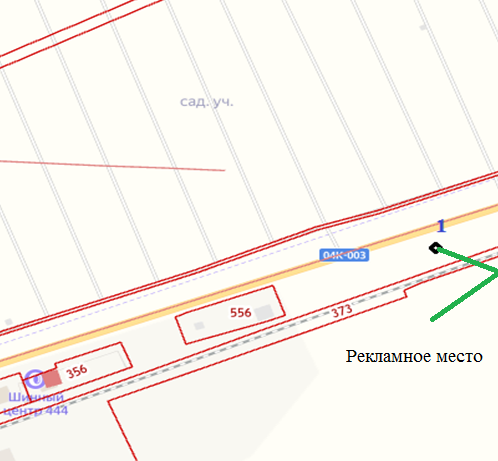 сад. уч.
1
04К-003
556
373
Рекламное место
356
Шинный
центр 444